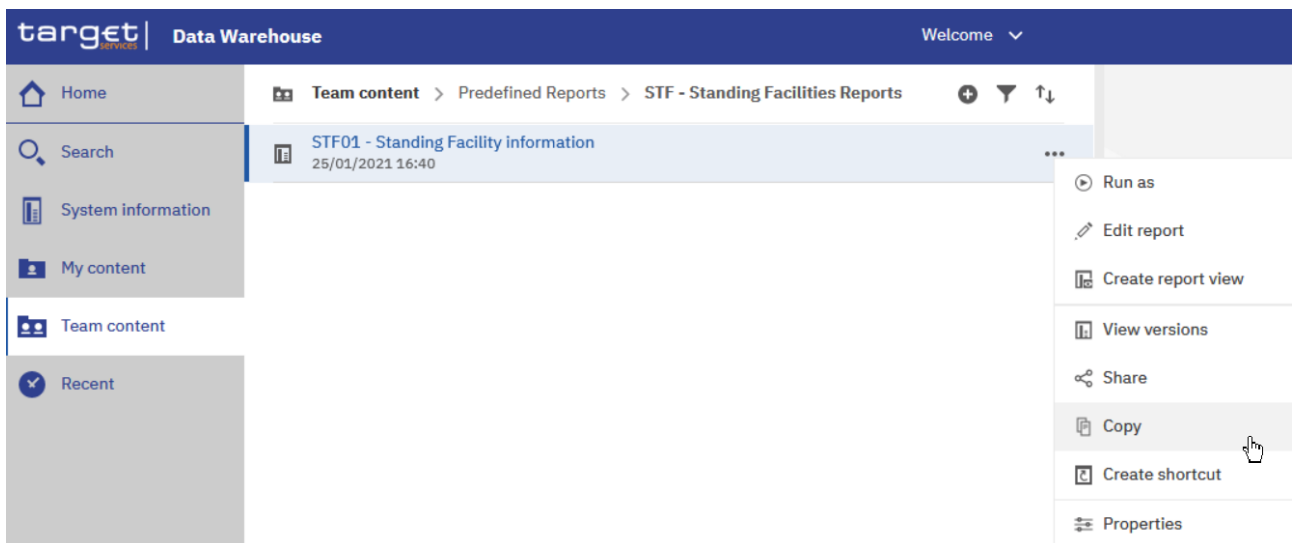 target services | Data Warehouse
Welcome
Home
Team content > Predefined Reports > STF - Standing Facilities Reports
Search
STF01 - Standing Facility information
25/01/2021 16:40
System information
My content
Team content
Recent
Run as
Edit report
Create report view
View versions
Share
Copy
Create shortcut
Properties